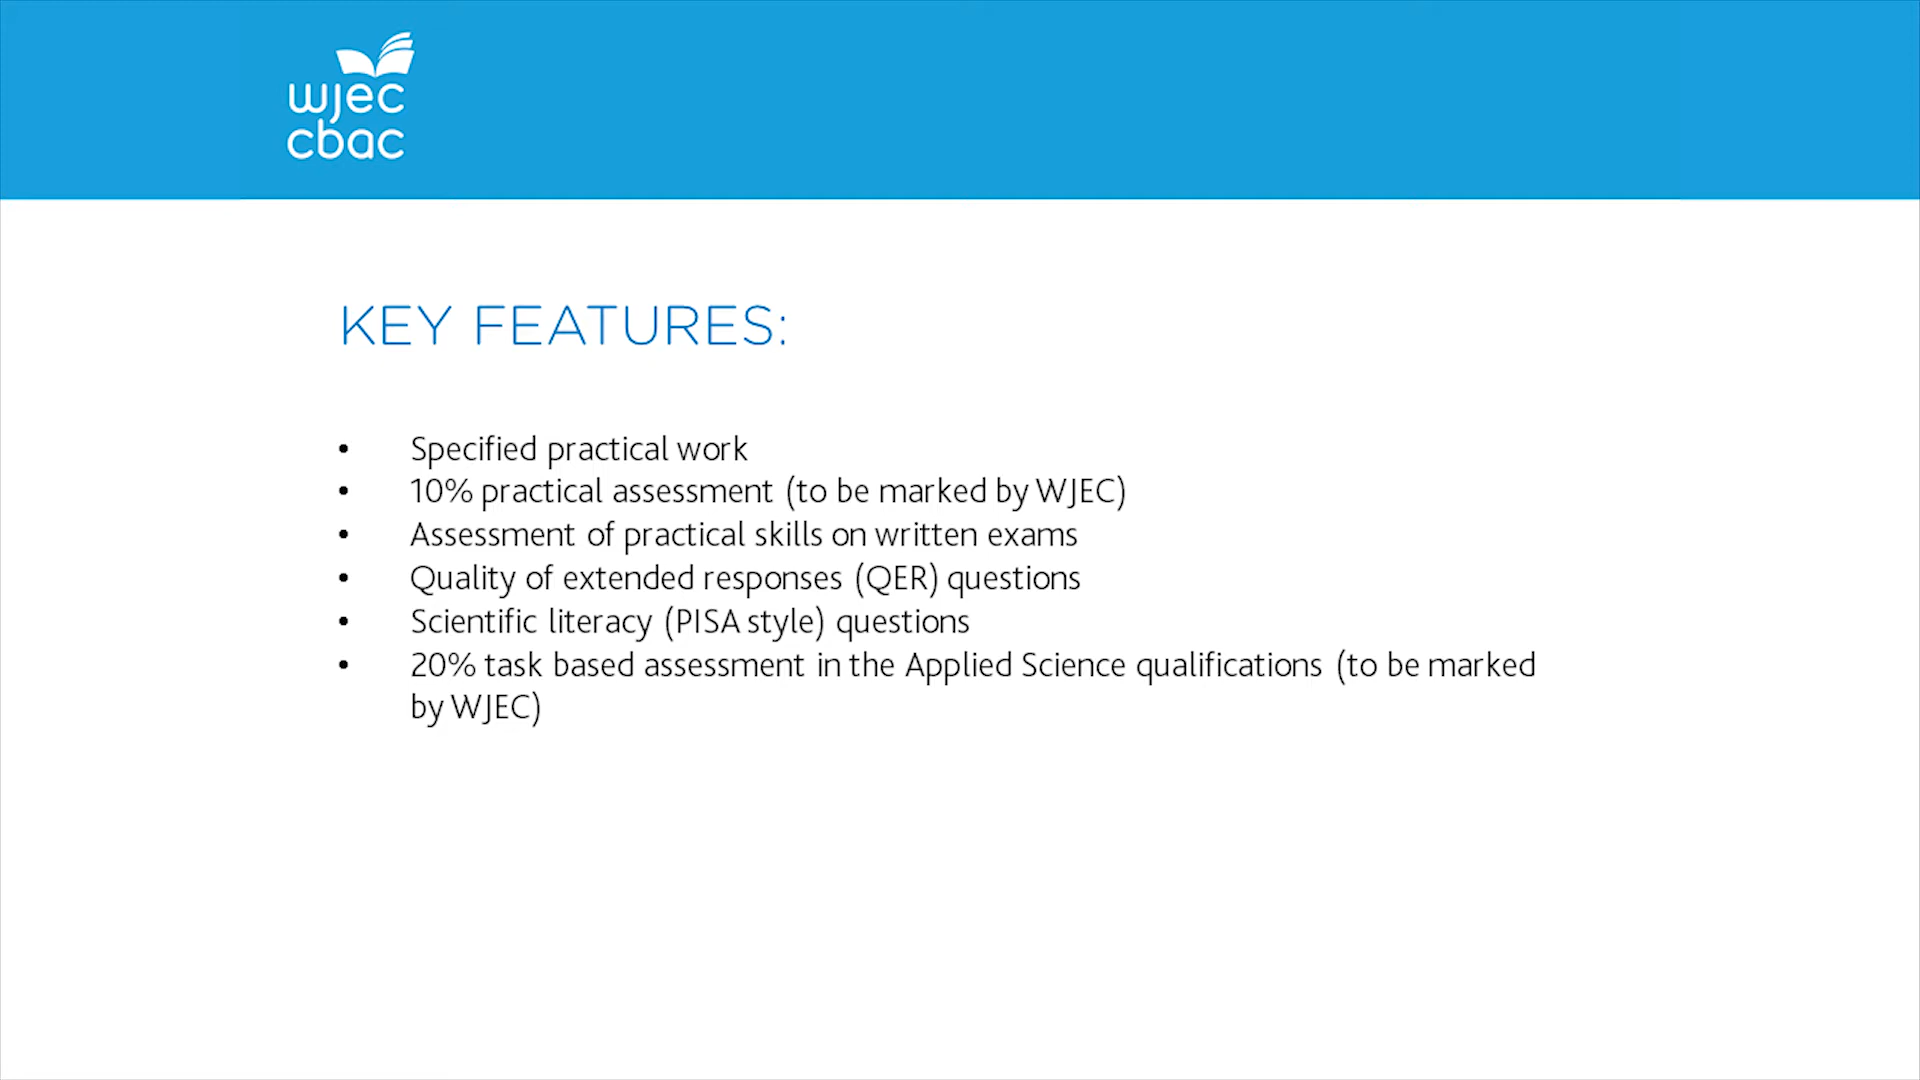 wjec
cbac
KEY FEATURES:
• Specified practical work
• 10% practical assessment (to be marked by WJEC)
• Assessment of practical skills on written exams
• Quality of extended responses (QER) questions
• Scientific literacy (PISA style) questions
• 20% task based assessment in the Applied Science qualifications (to be marked
by WJEC)